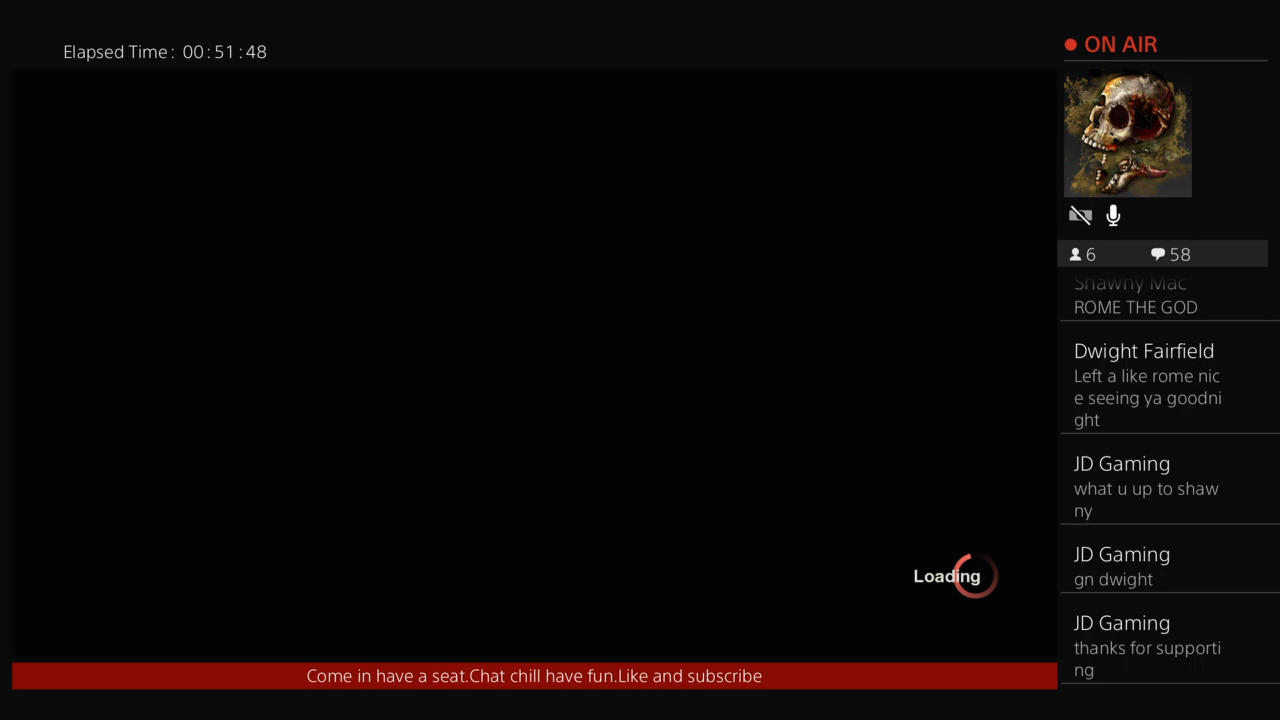 Elapsed Time: 00:51:48
ON AIR
6 58
Shawny Mac
ROME THE GOD
Dwight Fairfield
Left a like rome nic
e seeing ya goodni
ght
JD Gaming
what u up to shaw
ny
JD Gaming
gn dwight
JD Gaming
thanks for supporti
ng
Loading
Come in have a seat.Chat chill have fun.Like and subscribe